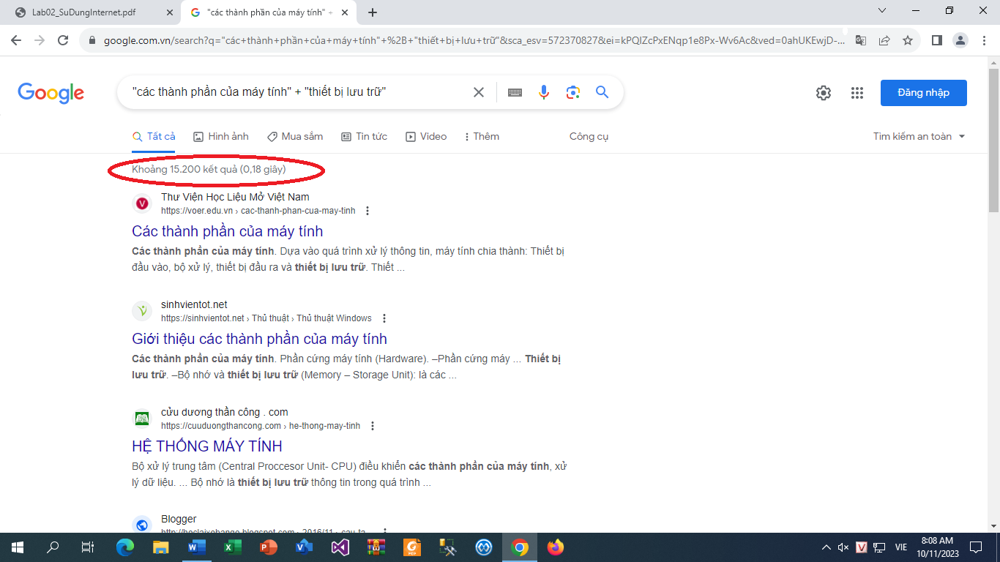 Lab02_SuDungInternet.pdf
"các thành phần của máy tính" +
google.com.vn/search?q="các+thành+phần+của+máy+tính"+%2B+"thiết+bị+lưu+trữ"&sca_esv=572370827&ei=kPQIZcPxENqp1e8Px-Wv6Ac&ved=0ahUKEwjD-...
Google
"các thành phần của máy tính" + "thiết bị lưu trữ"
Đăng nhập
Tất cả
Hình ảnh
Mua sắm
Tin tức
Video
Thêm
Công cụ
Tìm kiếm an toàn
Khoảng 15.200 kết quả (0,18 giây)
Thư Viện Học Liệu Mở Việt Nam
https://voer.edu.vn › cac-thanh-phan-cua-may-tinh
Các thành phần của máy tính
Các thành phần của máy tính. Dựa vào quá trình xử lý thông tin, máy tính chia thành: Thiết bị
đầu vào, bộ xử lý, thiết bị đầu ra và thiết bị lưu trữ. Thiết ...
sinhvientot.net
https://sinhvientot.net › Thủ thuật › Thủ thuật Windows
Giới thiệu các thành phần của máy tính
Các thành phần của máy tính. Phần cứng máy tính (Hardware). –Phần cứng máy ... Thiết bị
lưu trữ. –Bộ nhớ và thiết bị lưu trữ (Memory – Storage Unit): là các ...
cửu dương thần công . com
https://cuuduongthancong.com › he-thong-may-tinh
HỆ THỐNG MÁY TÍNH
Bộ xử lý trung tâm (Central Proccesor Unit- CPU) điều khiển các thành phần của máy tính, xử
lý dữ liệu. ... Bộ nhớ là thiết bị lưu trữ thông tin trong quá trình ...
Blogger
VIE
8:08 AM
10/11/2023